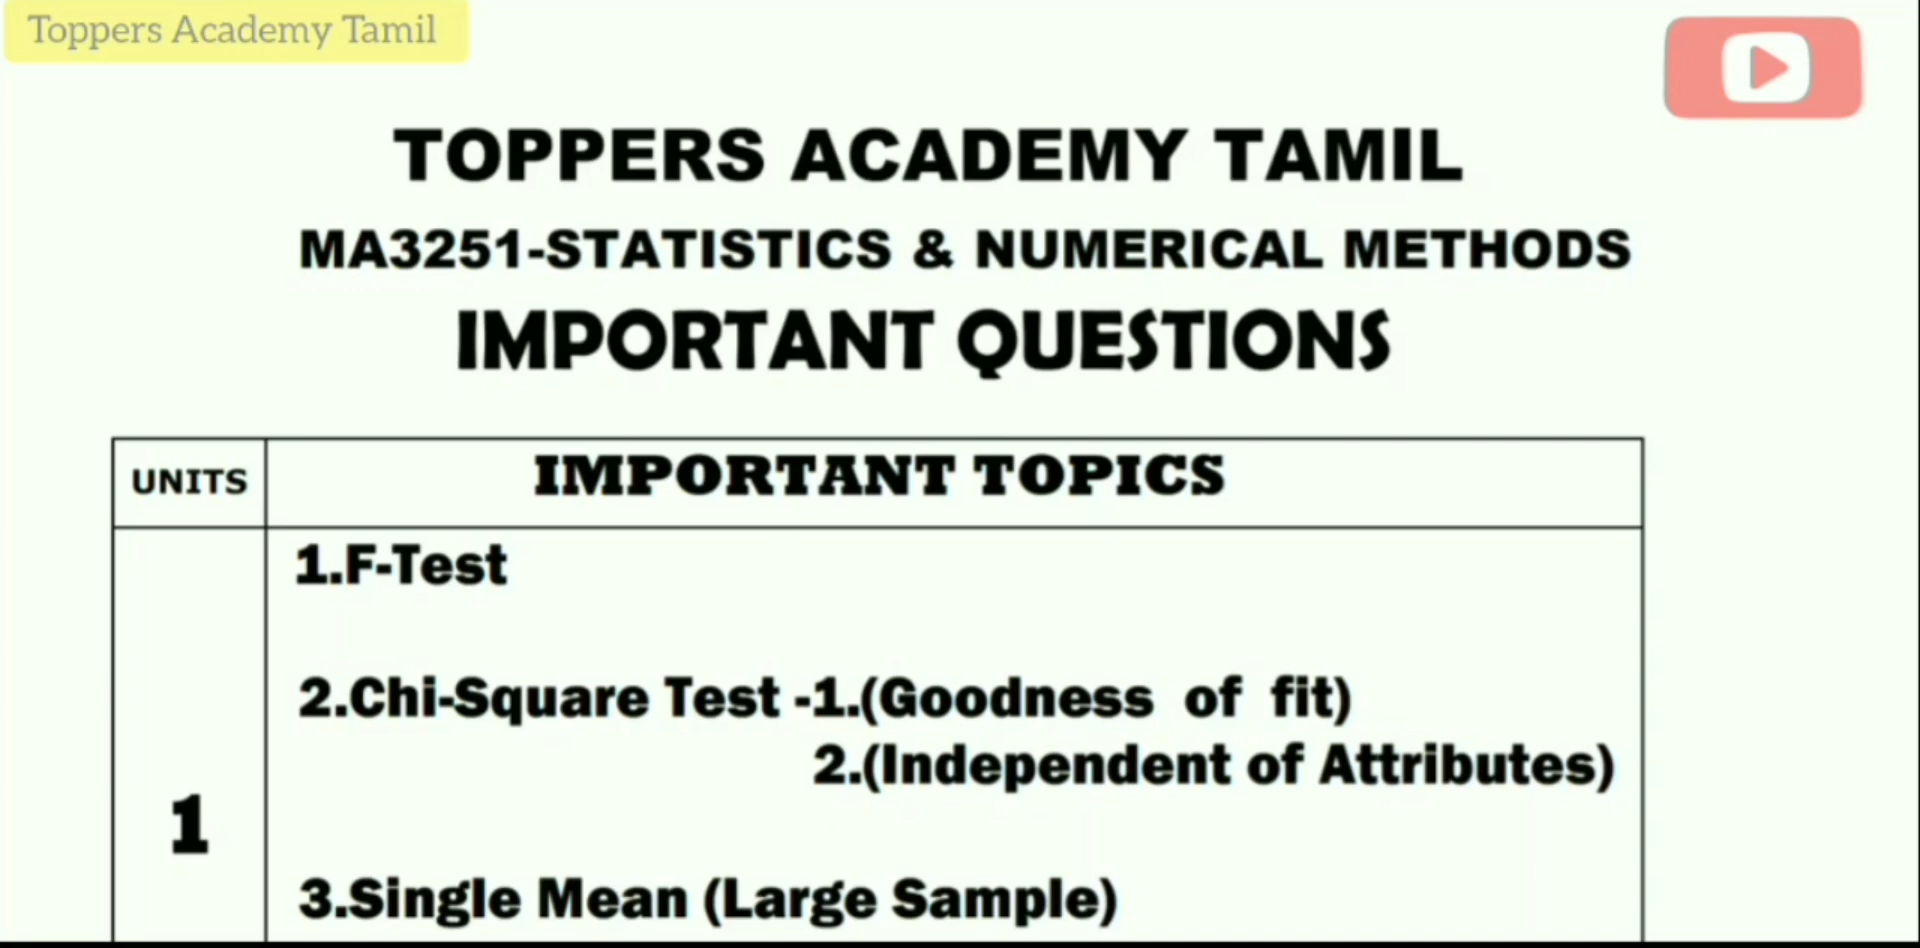 Toppers Academy Tamil
TOPPERS ACADEMY TAMIL
MA3251-STATISTICS & NUMERICAL METHODS
IMPORTANT QUESTIONS
UNITS
IMPORTANT TOPICS
1
1.F-Test
2.Chi-Square Test -1.(Goodness of fit)
2.(Independent of Attributes)
3.Single Mean (Large Sample)